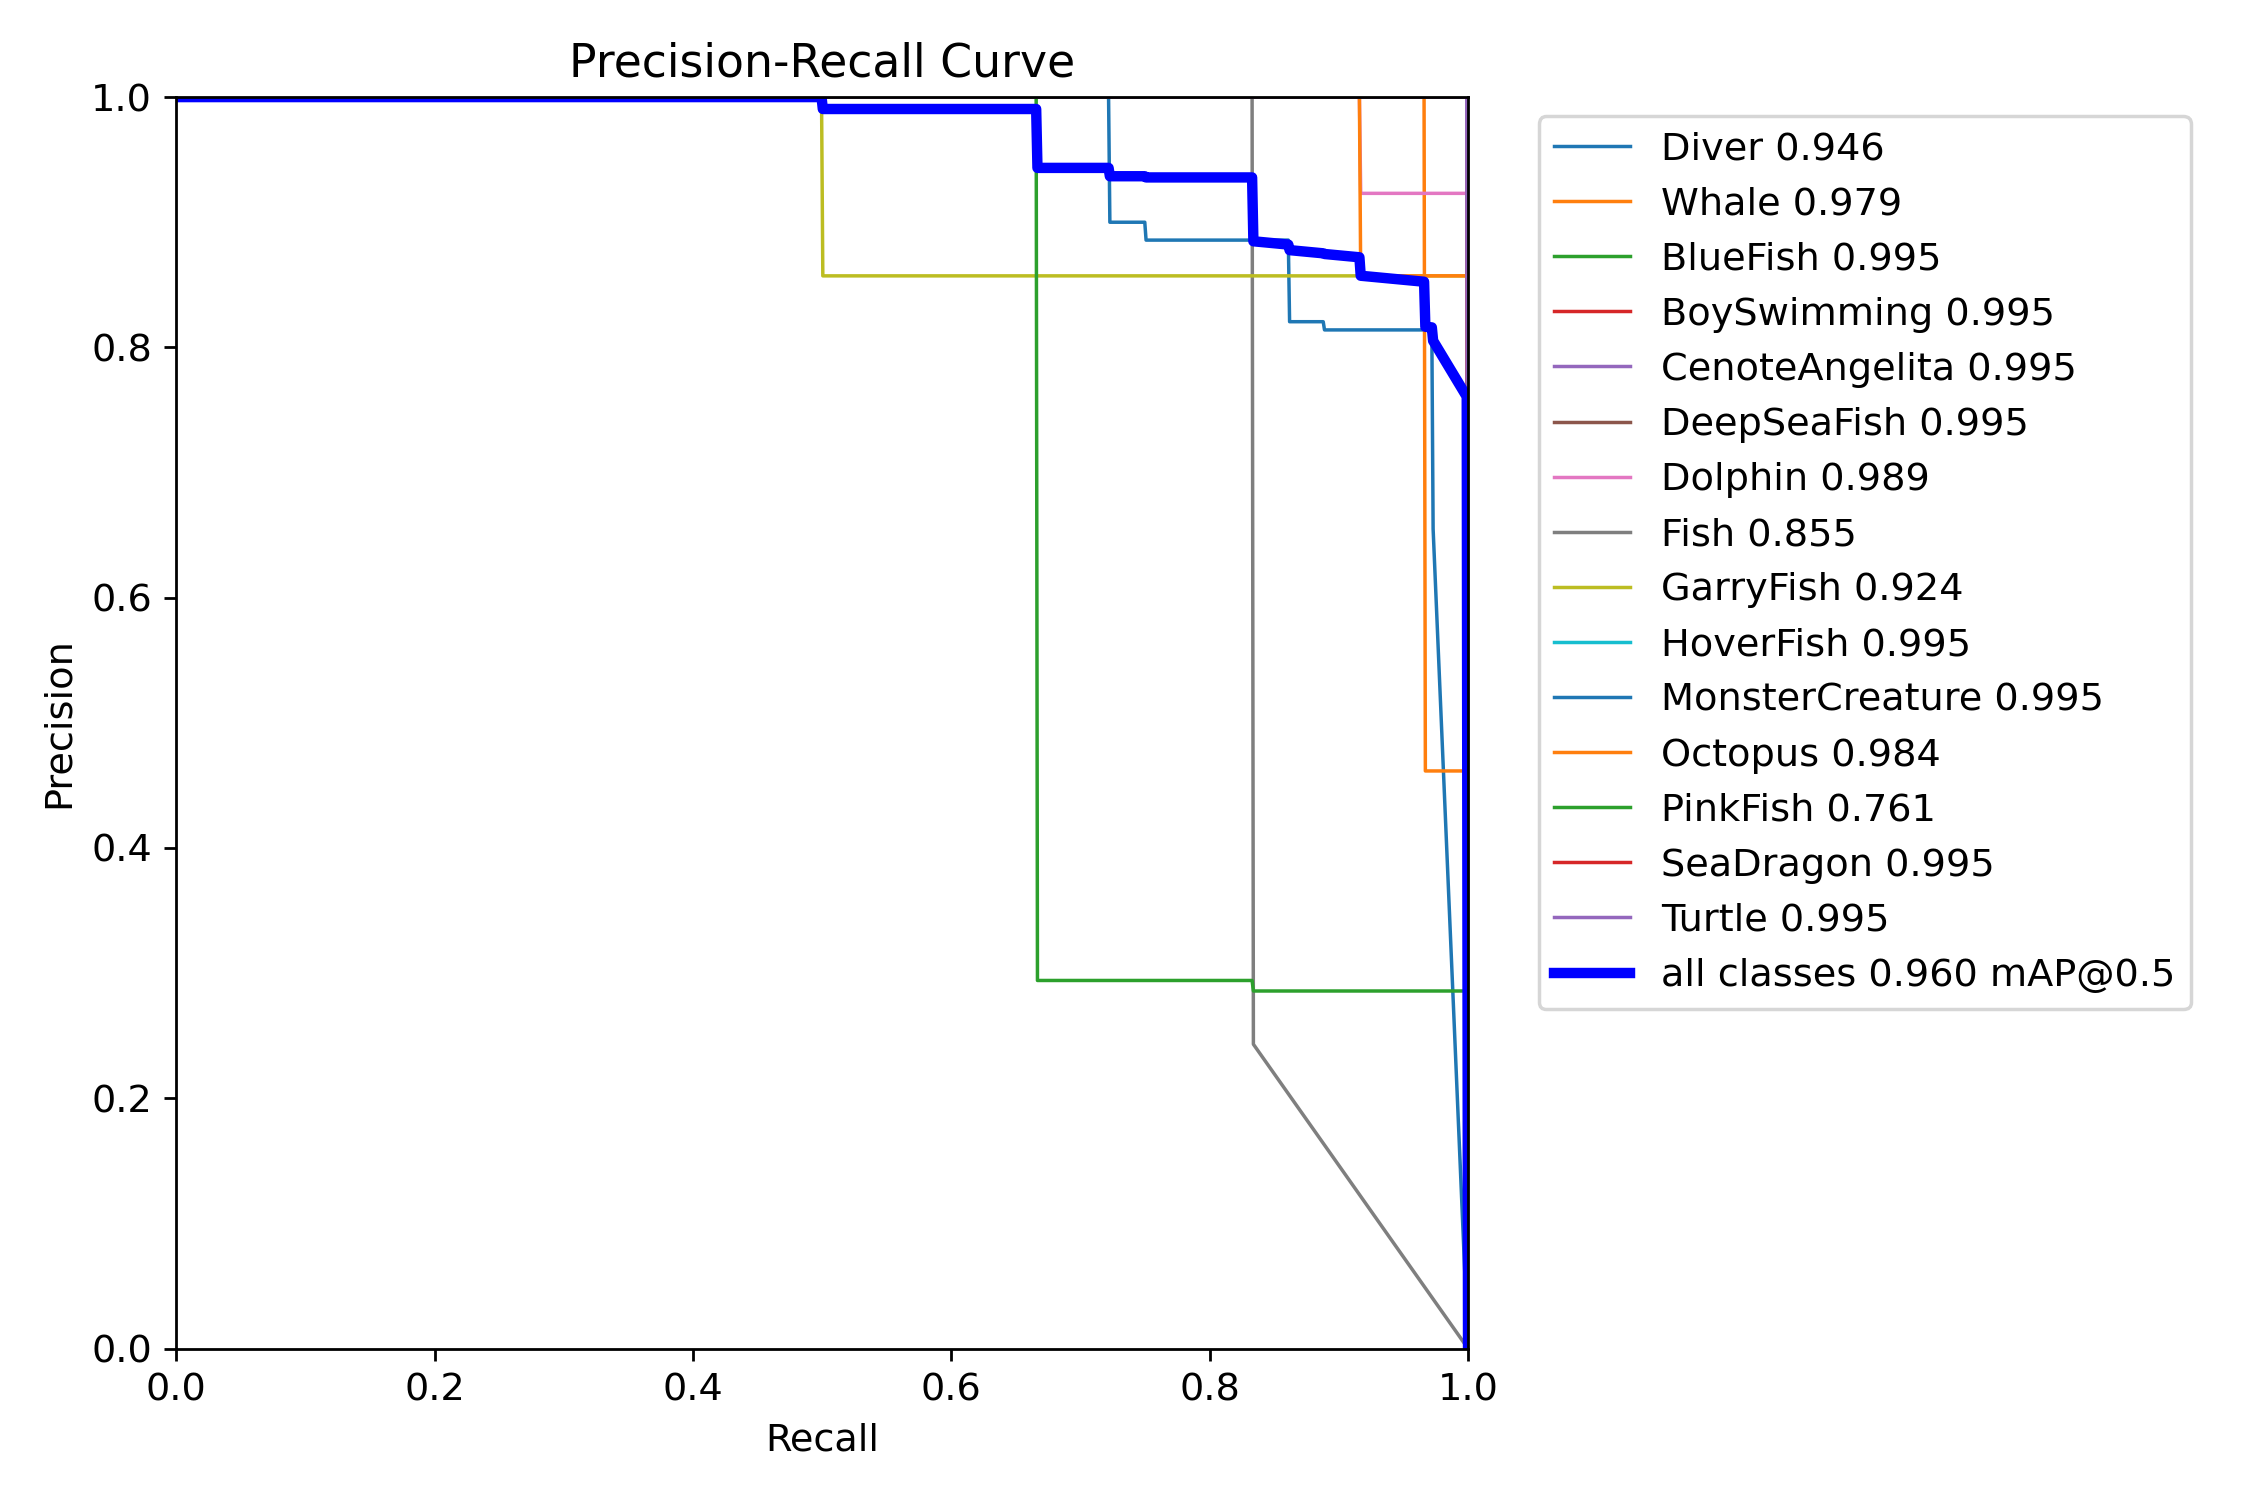 Precision-Recall Curve
1.0
0.8
0.6
0.4
0.2
0.0
Precision
0.0 0.2 0.4 0.6 0.8 1.0
Recall
Diver 0.946
Whale 0.979
BlueFish 0.995
BoySwimming 0.995
CenoteAngelita 0.995
DeepSeaFish 0.995
Dolphin 0.989
Fish 0.855
GarryFish 0.924
HoverFish 0.995
MonsterCreature 0.995
Octopus 0.984
PinkFish 0.761
SeaDragon 0.995
Turtle 0.995
all classes 0.960 mAP@0.5